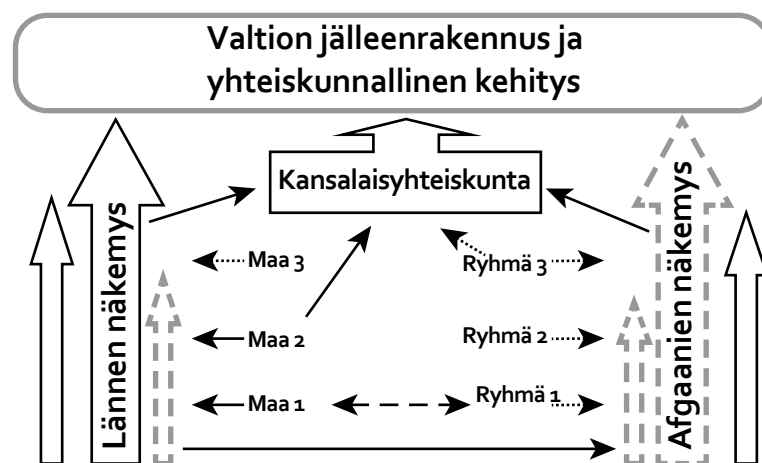 Valtion jälleenrakennus ja
yhteiskunnallinen kehitys
Kansalaisyhteiskunta
Lännen näkemys
Afgaanien näkemys
Maa 3
Ryhmä 3
Maa 2
Ryhmä 2
Maa 1
Ryhmä 1